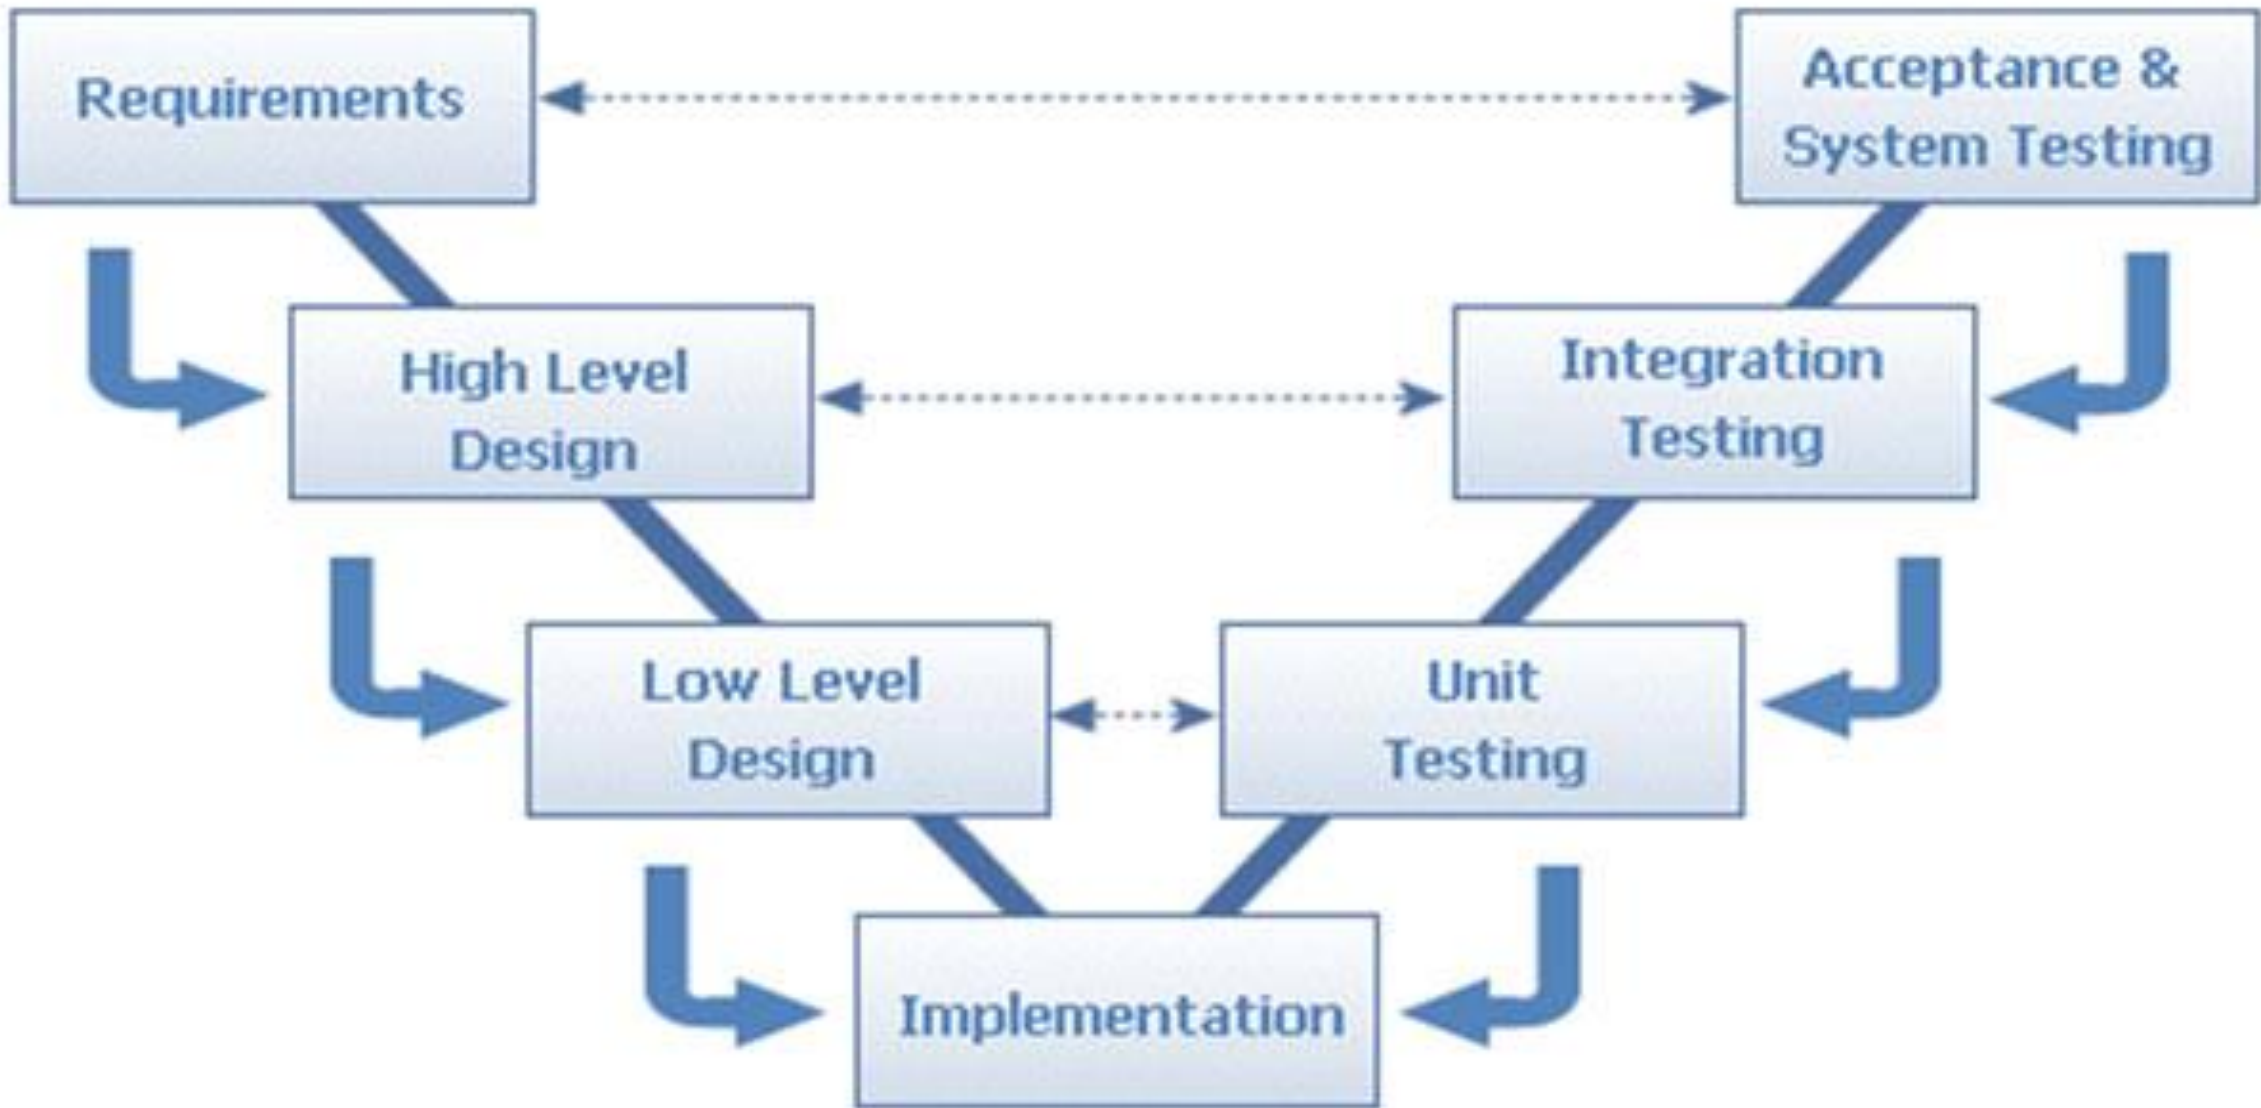 Requirements
Acceptance &
System Testing
High Level
Design
Integration
Testing
Low Level
Design
Unit
Testing
Implementation